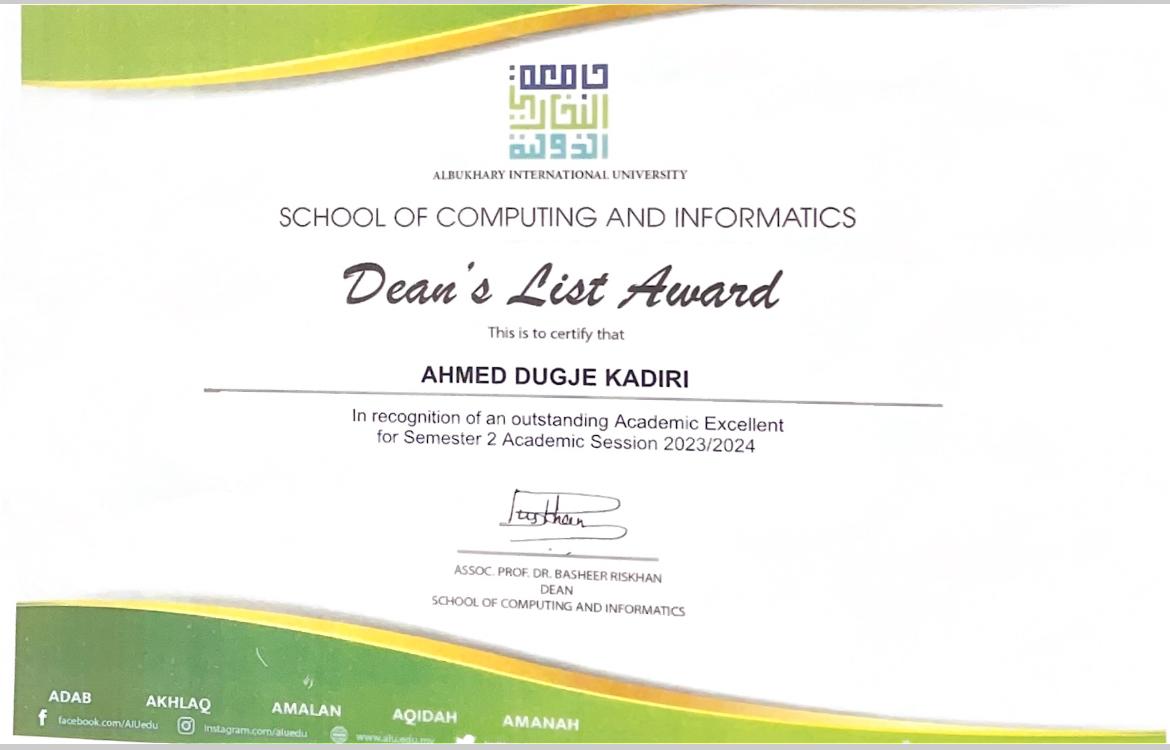 جامعة
البخاري
الدولية
ALBUKHARY INTERNATIONAL UNIVERSITY
SCHOOL OF COMPUTING AND INFORMATICS
Dean's List Award
This is to certify that
AHMED DUGJE KADIRI
In recognition of an outstanding Academic Excellent
for Semester 2 Academic Session 2023/2024
ASSOC. PROF. DR. BASHEER RISKHAN
DEAN
SCHOOL OF COMPUTING AND INFORMATICS
ADAB AKHLAQ AMALAN AQIDAH AMANAH
facebook.com/AIUedu instagram.com/aiuedu www.aiu.edu.my